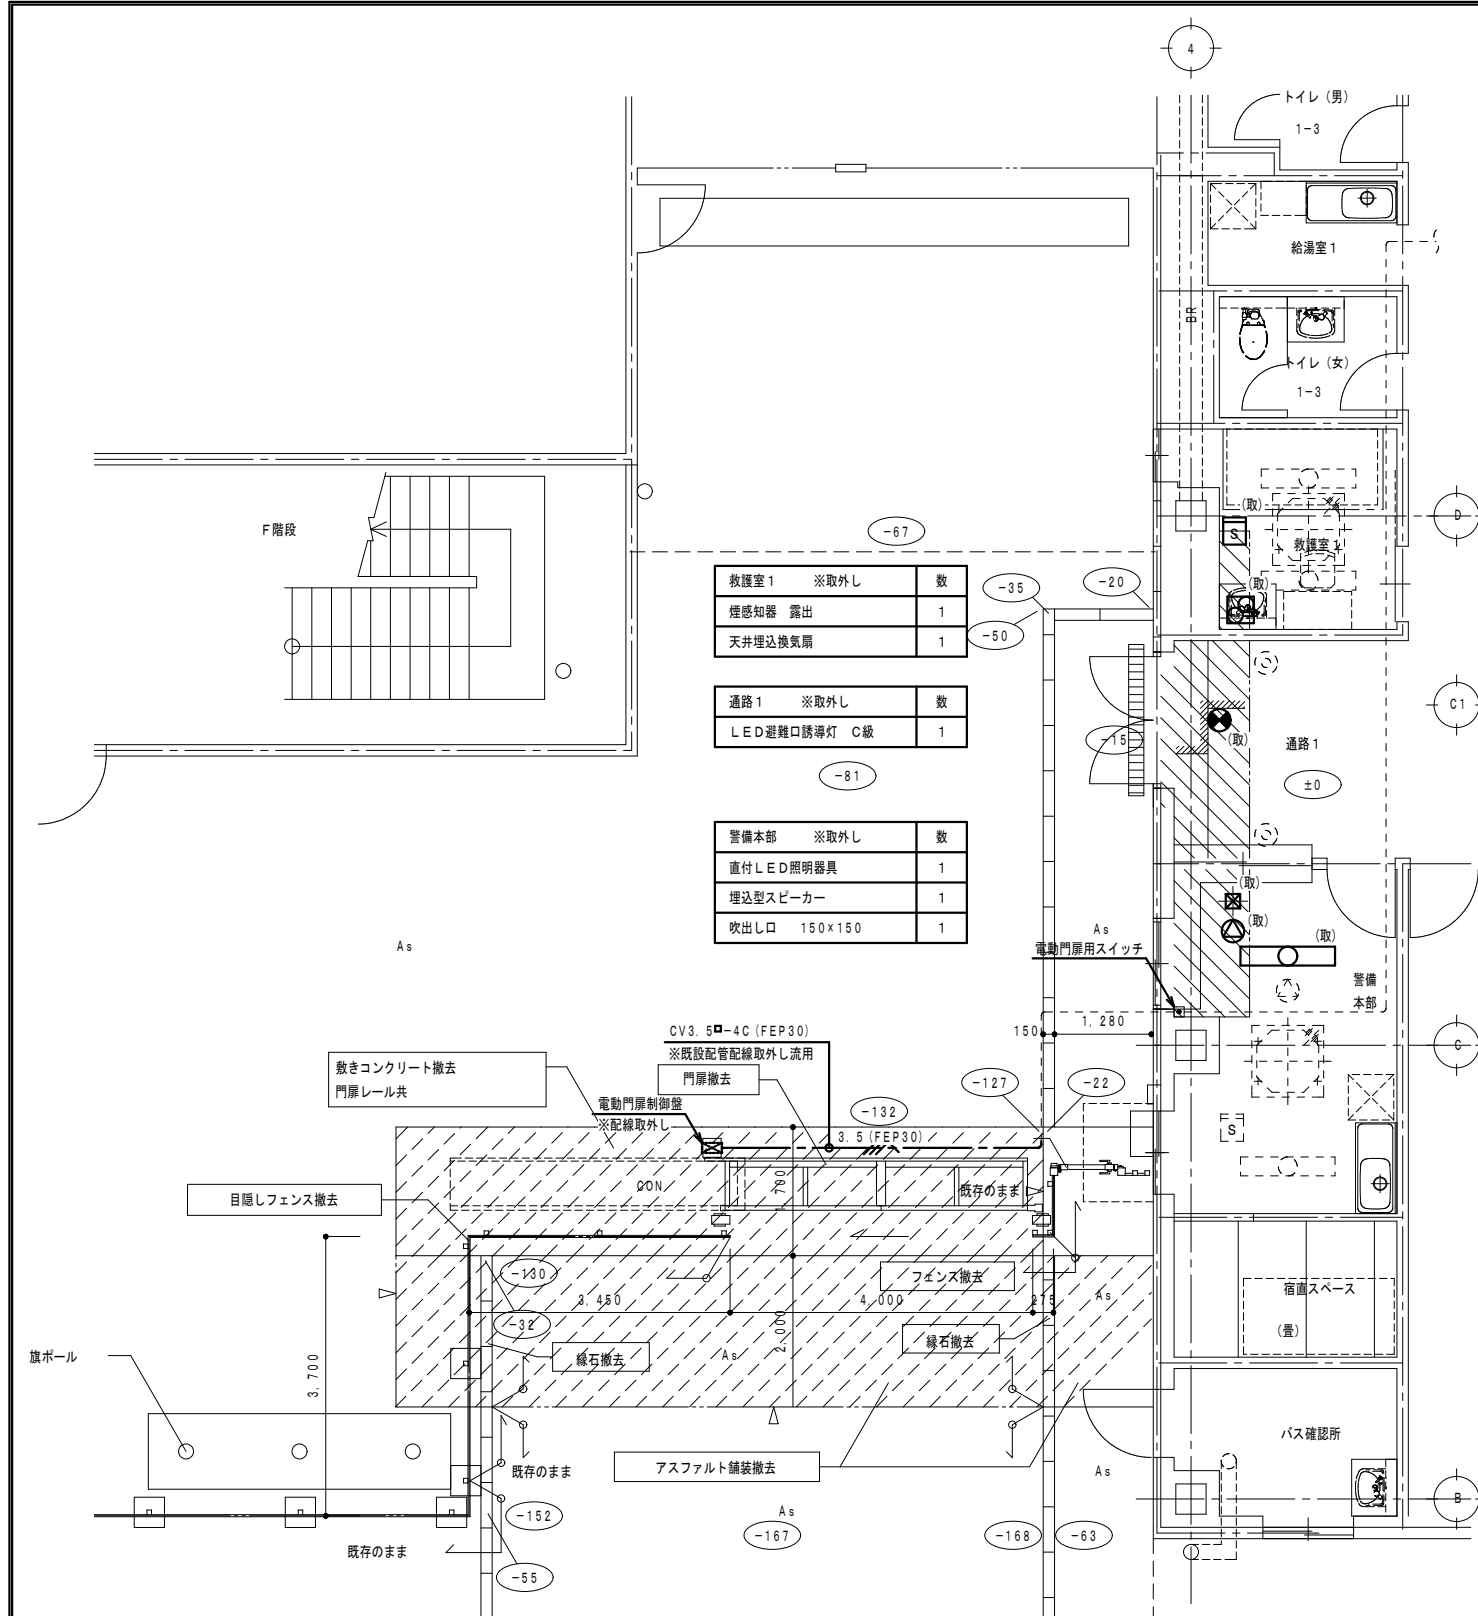 4
トイレ（男）
1-3
給湯室１
BR
トイレ（女）
1-3
F階段
-67
（取）
D
S
救護室1
（取）
救護室１ ※取外し 数
煙感知器 露出 1
天井埋込換気扇 1
-35
-20
-50
通路１ ※取外し 数
ＬＥＤ避難口誘導灯 C級 1
C1
-15
（取）
通路１
-81
±0
警備本部 ※取外し 数
直付ＬＥＤ照明器具 1
埋込型スピーカー 1
吹出し口 150×150 1
（取）
（取）
（取）
As
As
電動門扉用スイッチ
警備
本部
CV3.5□-4C(FEP30)
※既設配管配線取外し流用
150
1,280
C
敷きコンクリート撤去
門扉レール共
門扉撤去
-127
-22
電動門扉制御盤
※配線取外し
-132
3.5(FEP30)
S
CON
1,700
既存のまま
目隠しフェンス撤去
-130
フェンス撤去
3,450
4,000
275
As
宿直スペース
（畳）
-32
2,000
縁石撤去
As
縁石撤去
旗ポール
3,700
バス確認所
既存のまま
アスファルト舗装撤去
As
B
-152
As
-167
-168
-63
既存のまま
-55